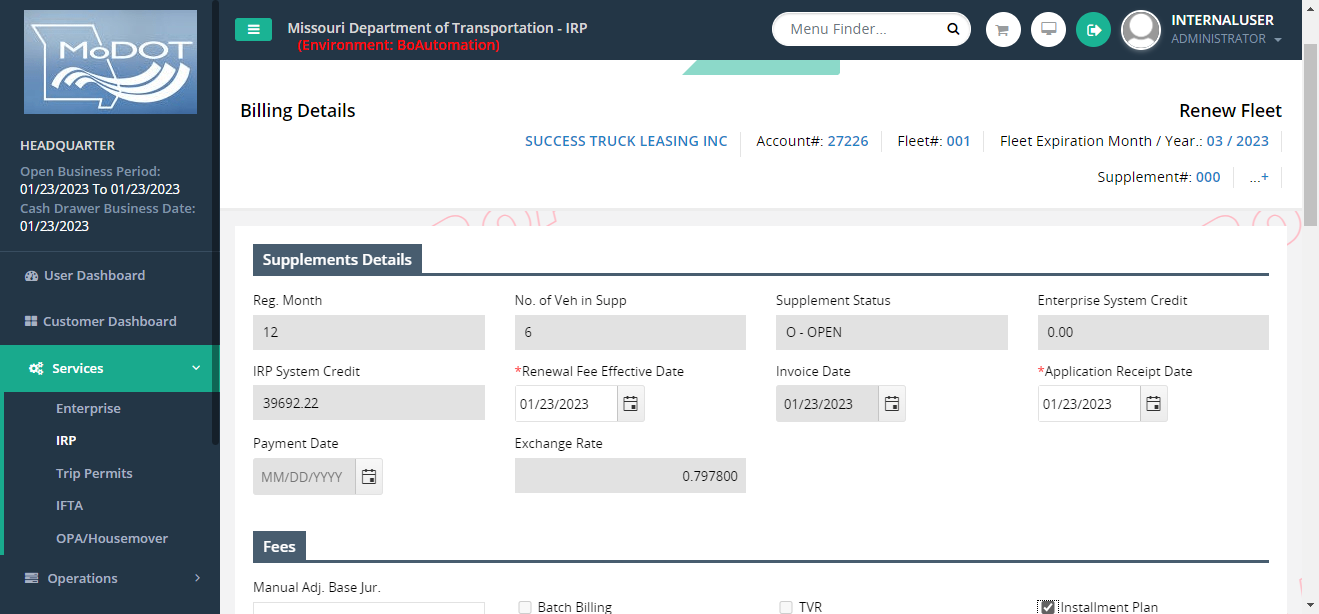 MoDOT
HEADQUARTER
Open Business Period:
01/23/2023 To 01/23/2023
Cash Drawer Business Date:
01/23/2023
User Dashboard
Customer Dashboard
Services
Enterprise
IRP
Trip Permits
IFTA
OPA/Housemover
Operations
Missouri Department of Transportation - IRP
(Environment: BoAutomation)
Menu Finder...
INTERNALUSER
ADMINISTRATOR
Billing Details
Renew Fleet
SUCCESS TRUCK LEASING INC Account#: 27226 Fleet#: 001 Fleet Expiration Month / Year.: 03 / 2023
Supplement#: 000 ...+
Supplements Details
Reg. Month No. of Veh in Supp Supplement Status Enterprise System Credit
12 6 O - OPEN 0.00
IRP System Credit *Renewal Fee Effective Date Invoice Date *Application Receipt Date
39692.22 01/23/2023 01/23/2023 01/23/2023
Payment Date Exchange Rate
MM/DD/YYYY 0.797800
Fees
Manual Adj. Base Jur.
Batch Billing TVR Installment Plan